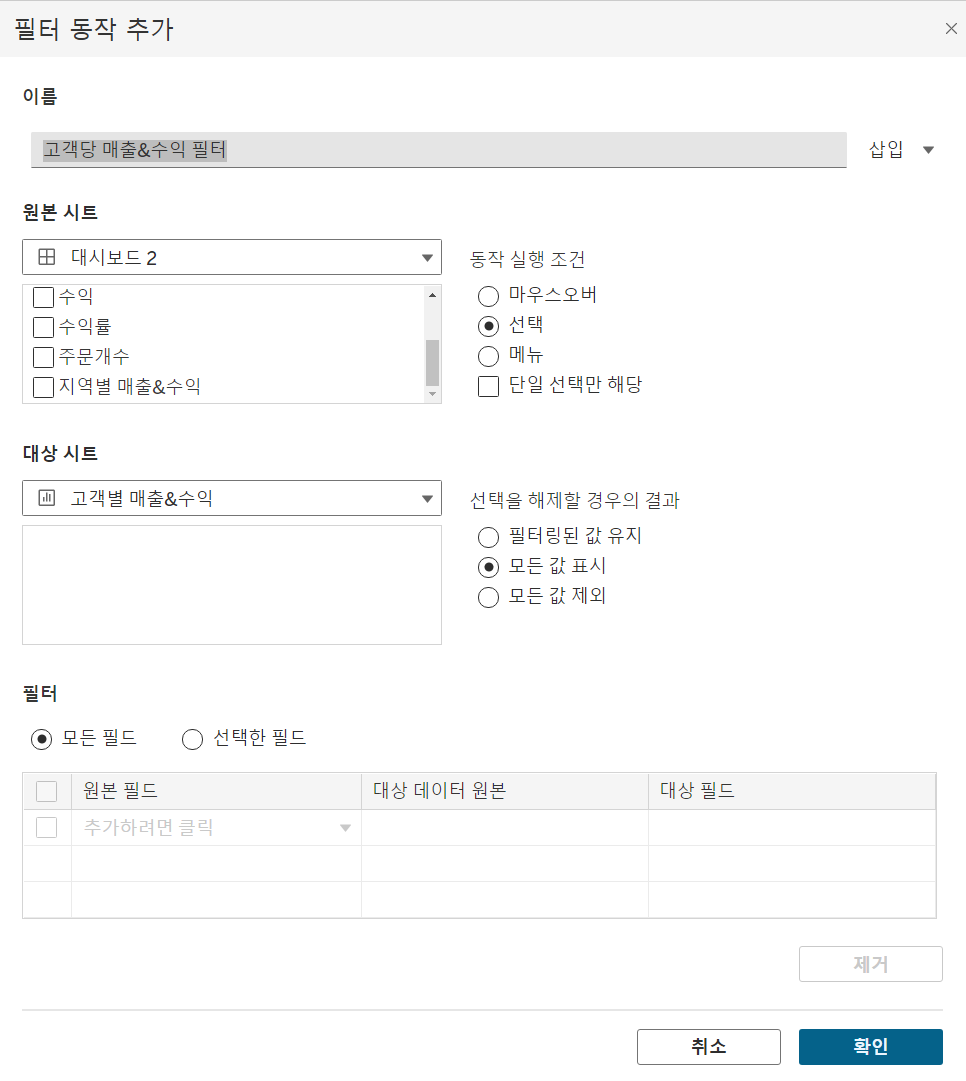 필터 동작 추가
이름
고객당 매출&수익 필터
삽입
원본 시트
대시보드 2
수익
수익률
주문개수
지역별 매출&수익
동작 실행 조건
마우스오버
선택
메뉴
단일 선택만 해당
대상 시트
고객별 매출&수익
선택을 해제할 경우의 결과
필터링된 값 유지
모든 값 표시
모든 값 제외
필터
모든 필드 선택한 필드
원본 필드 대상 데이터 원본 대상 필드
추가하려면 클릭
제거
취소 확인